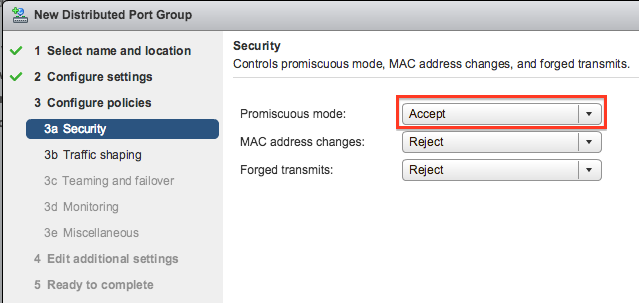 New Distributed Port Group
1 Select name and location
2 Configure settings
3 Configure policies
3a Security
3b Traffic shaping
3c Teaming and failover
3d Monitoring
3e Miscellaneous
4 Edit additional settings
5 Ready to complete
Security
Controls promiscuous mode, MAC address changes, and forged transmits.
Promiscuous mode: Accept
MAC address changes: Reject
Forged transmits: Reject